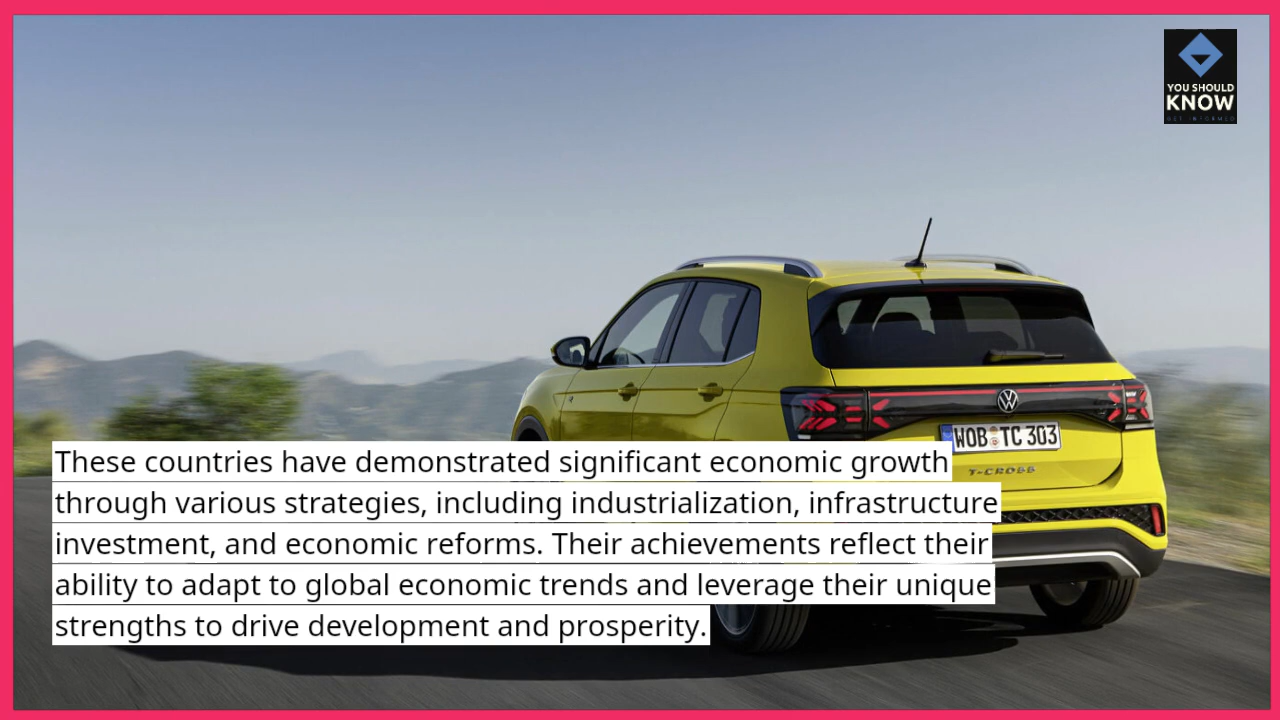 YOU SHOULD
KNOW
GET INFORMED
WOB TC 303
T-CROSS
These countries have demonstrated significant economic growth
through various strategies, including industrialization, infrastructure
investment, and economic reforms. Their achievements reflect their
ability to adapt to global economic trends and leverage their unique
strengths to drive development and prosperity.